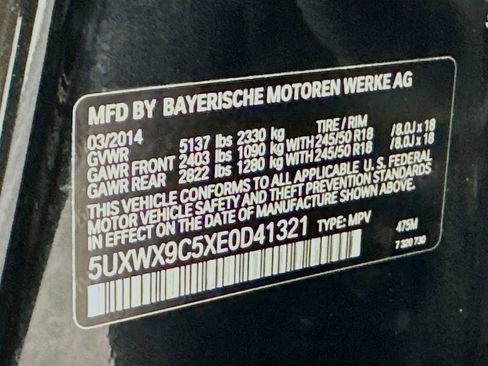 MFD BY BAYERISCHE MOTOREN WERKE AG
03/2014 TIRE / RIM
GVWR 5137 lbs 2330 kg
GAWR FRONT 2403 lbs 1090 kg WITH 245/50 R18 / 8.0J x 18
GAWR REAR 2822 lbs 1280 kg WITH 245/50 R18 / 8.0J x 18
THIS VEHICLE CONFORMS TO ALL APPLICABLE U. S. FEDERAL
MOTOR VEHICLE SAFETY AND THEFT PREVENTION STANDARDS
IN EFFECT ON THE DATE OF MANUFACTURE SHOWN ABOVE.
5UXWX9C5XE0D41321 TYPE: MPV 475M
7 320 730